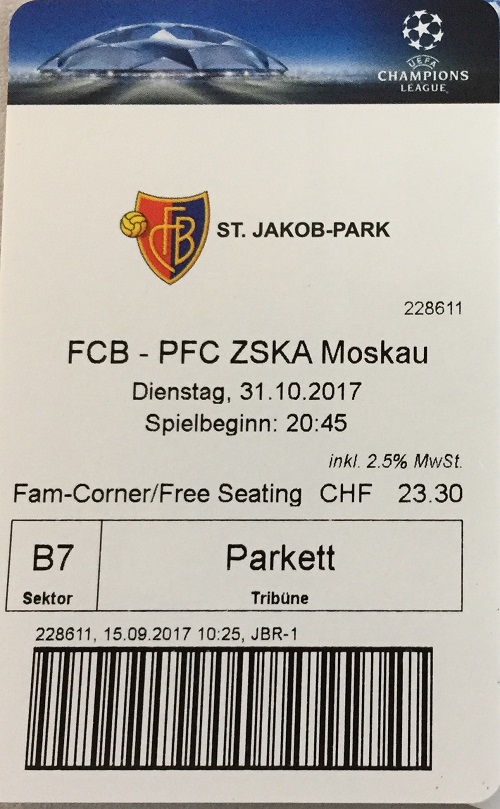 UEFA
CHAMPIONS
LEAGUE
FCB
ST. JAKOB-PARK
228611
FCB - PFC ZSKA Moskau
Dienstag, 31.10.2017
Spielbeginn: 20:45
inkl. 2.5% MwSt.
Fam-Corner/Free Seating CHF 23.30
B7 Parkett
Sektor Tribüne
228611, 15.09.2017 10:25, JBR-1